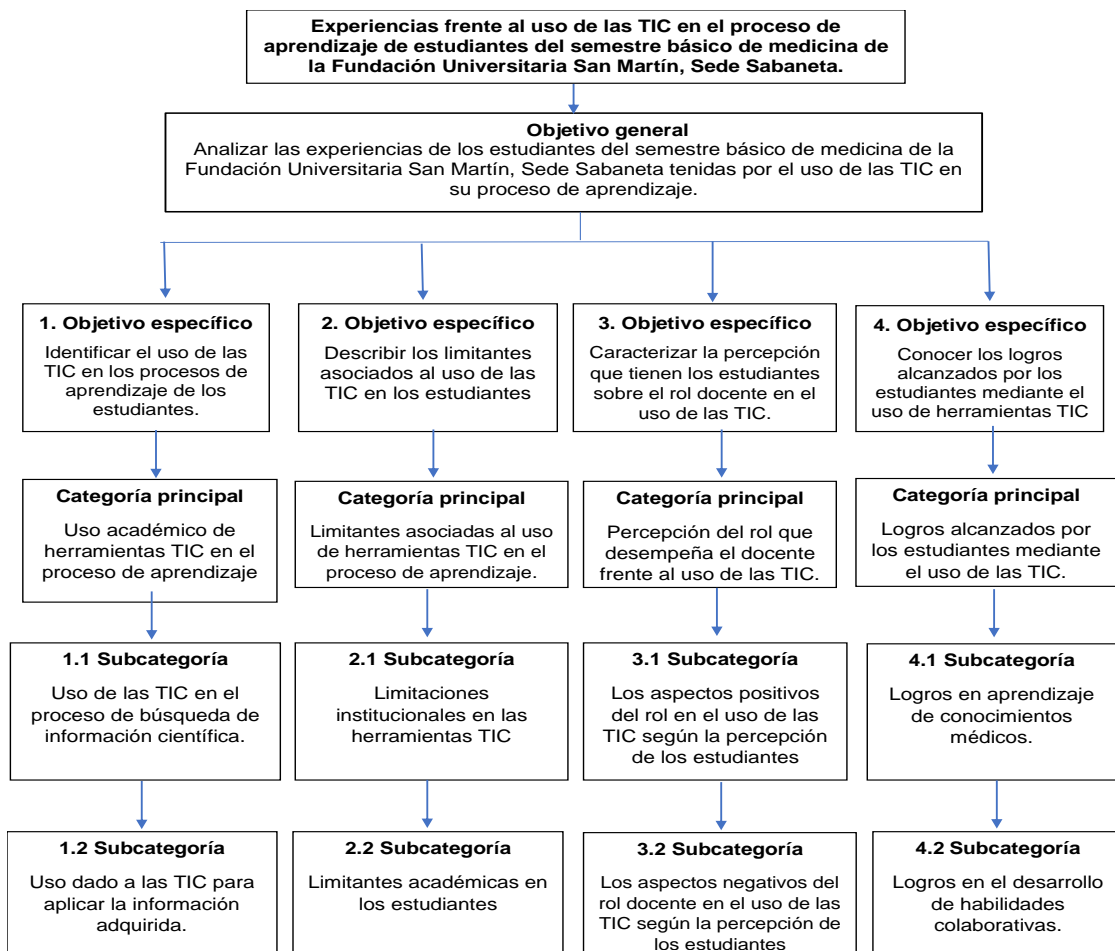 Experiencias frente al uso de las TIC en el proceso de
aprendizaje de estudiantes del semestre básico de medicina de
la Fundación Universitaria San Martín, Sede Sabaneta.
Objetivo general
Analizar las experiencias de los estudiantes del semestre básico de medicina de la
Fundación Universitaria San Martín, Sede Sabaneta tenidas por el uso de las TIC en
su proceso de aprendizaje.
1. Objetivo específico
Identificar el uso de las
TIC en los procesos de
aprendizaje de los
estudiantes.
2. Objetivo específico
Describir los limitantes
asociados al uso de las
TIC en los estudiantes
3. Objetivo específico
Caracterizar la percepción
que tienen los estudiantes
sobre el rol docente en el
uso de las TIC.
4. Objetivo específico
Conocer los logros
alcanzados por los
estudiantes mediante el
uso de herramientas TIC
Categoría principal
Uso académico de
herramientas TIC en el
proceso de aprendizaje
Categoría principal
Limitantes asociadas al uso
de herramientas TIC en el
proceso de aprendizaje.
Categoría principal
Percepción del rol que
desempeña el docente
frente al uso de las TIC.
Categoría principal
Logros alcanzados por
los estudiantes mediante
el uso de las TIC.
1.1 Subcategoría
Uso de las TIC en el
proceso de búsqueda de
información científica.
2.1 Subcategoría
Limitaciones
institucionales en las
herramientas TIC
3.1 Subcategoría
Los aspectos positivos
del rol en el uso de las
TIC según la percepción
de los estudiantes
4.1 Subcategoría
Logros en aprendizaje
de conocimientos
médicos.
1.2 Subcategoría
Uso dado a las TIC para
aplicar la información
adquirida.
2.2 Subcategoría
Limitantes académicas en
los estudiantes
3.2 Subcategoría
Los aspectos negativos del
rol docente en el uso de las
TIC según la percepción de
los estudiantes
4.2 Subcategoría
Logros en el desarrollo
de habilidades
colaborativas.